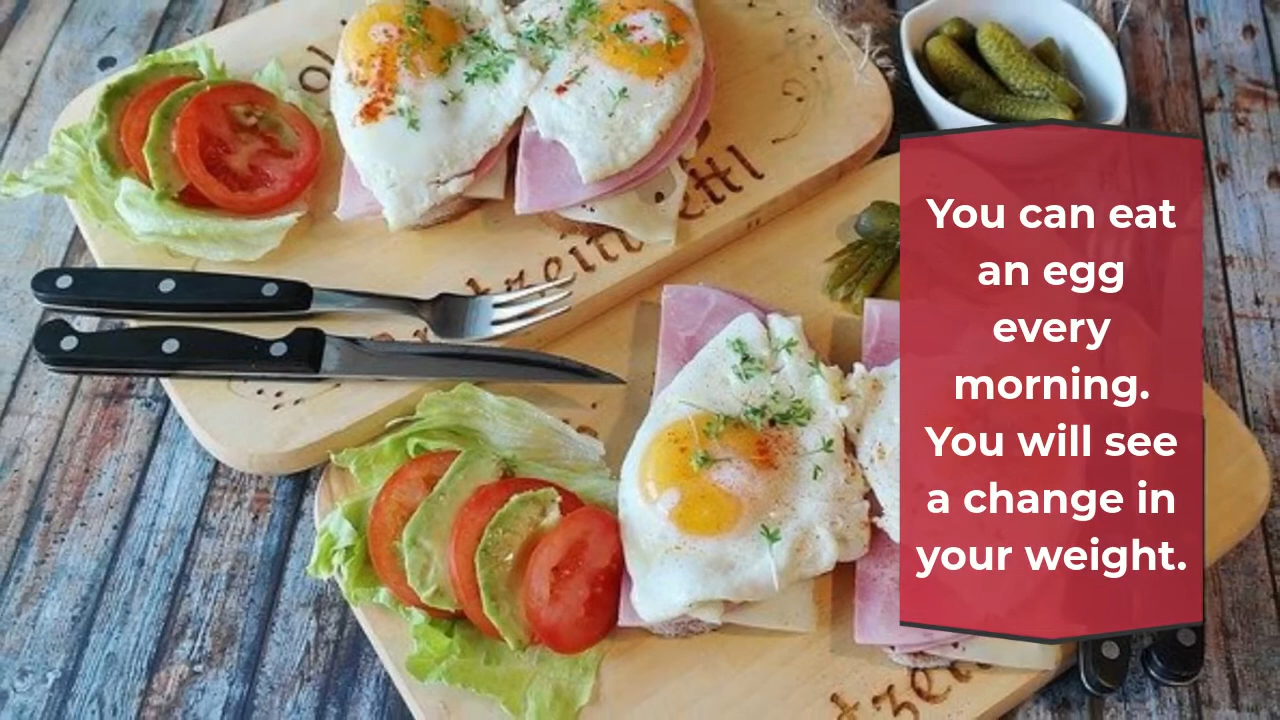 You can eat
an egg
every
morning.
You will see
a change in
your weight.